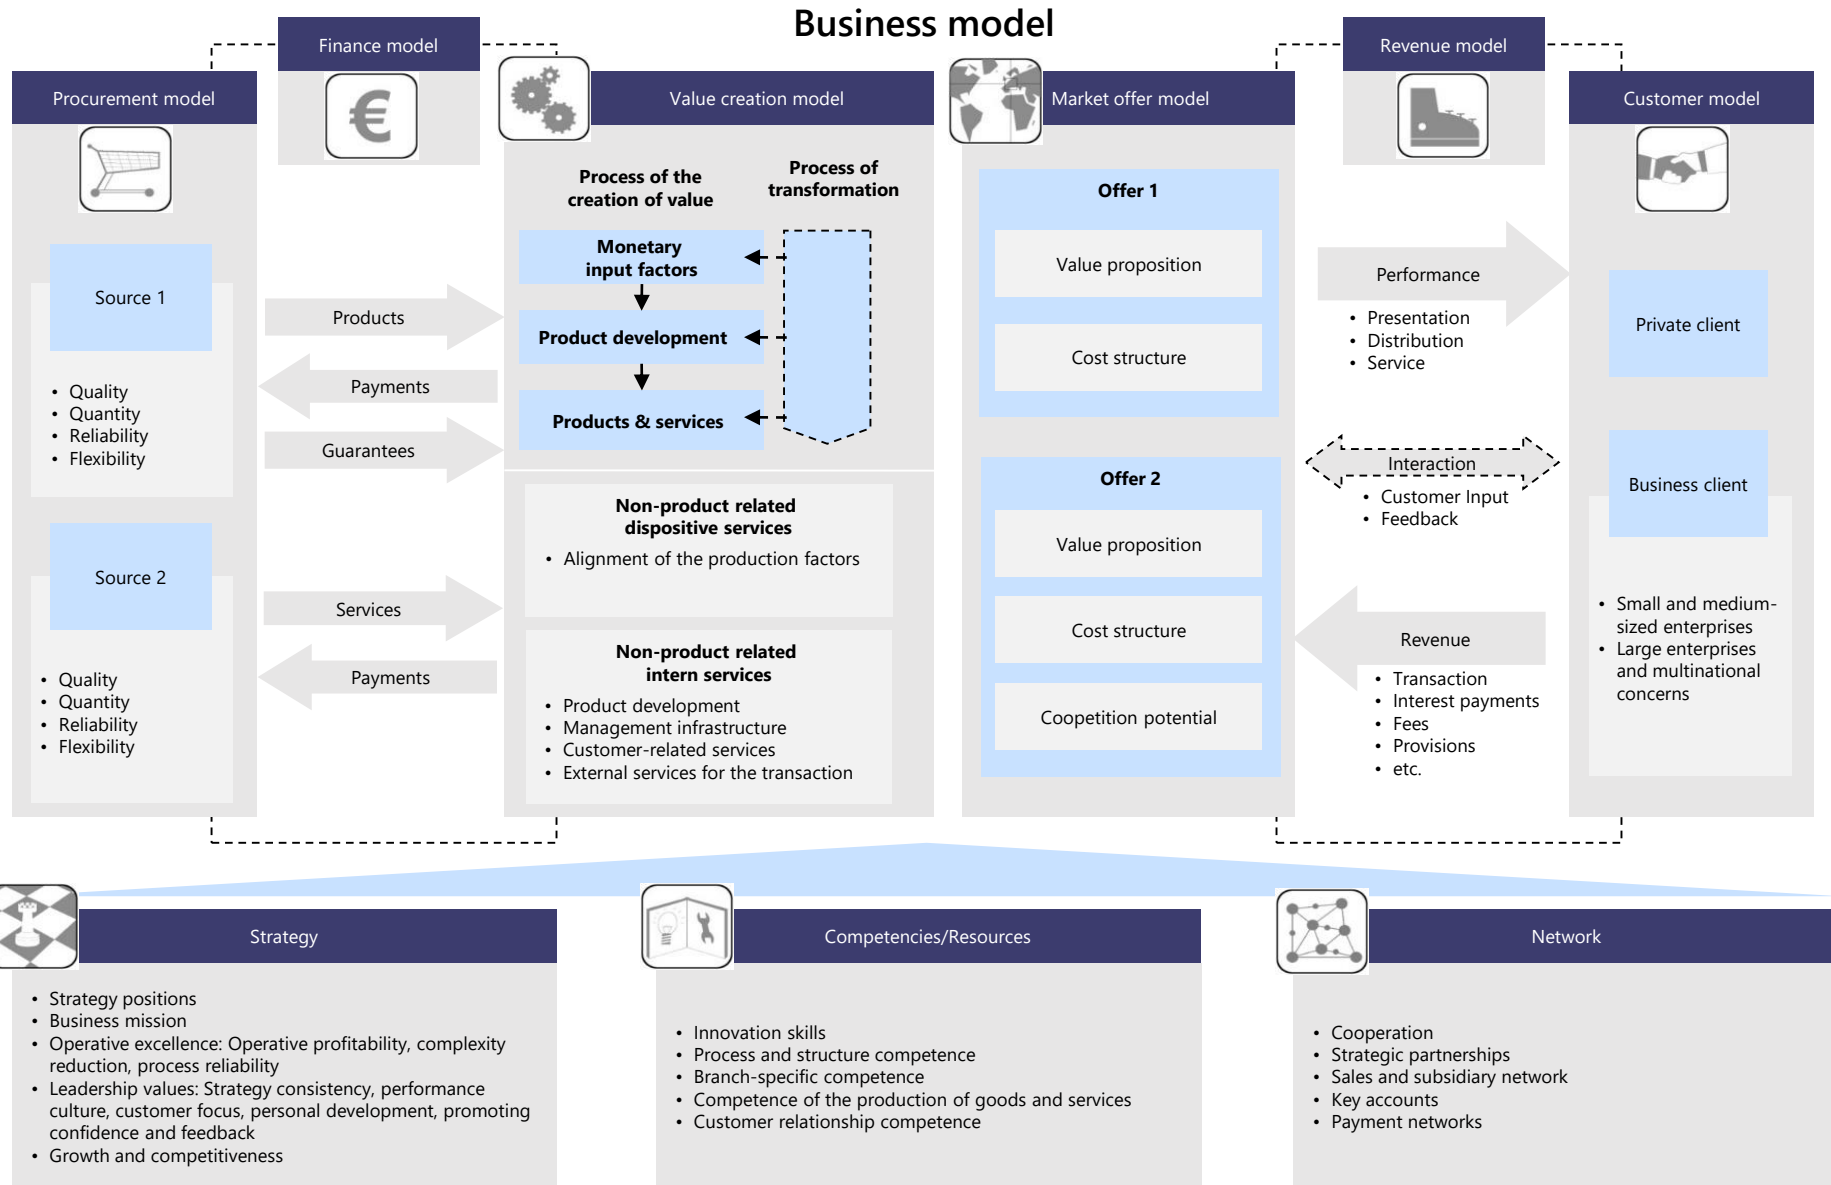 Business model
Finance model
€
Revenue model
Procurement model
Value creation model
Market offer model
Customer model
Source 1
• Quality
• Quantity
• Reliability
• Flexibility
Source 2
• Quality
• Quantity
• Reliability
• Flexibility
Products
Payments
Guarantees
Services
Payments
Process of the
creation of value
Process of
transformation
Monetary
input factors
Product development
Products & services
Non-product related
dispositive services
• Alignment of the production factors
Non-product related
intern services
• Product development
• Management infrastructure
• Customer-related services
• External services for the transaction
Offer 1
Value proposition
Cost structure
Offer 2
Value proposition
Cost structure
Coopetition potential
Performance
• Presentation
• Distribution
• Service
Interaction
• Customer Input
• Feedback
Revenue
• Transaction
• Interest payments
• Fees
• Provisions
• etc.
Private client
Business client
• Small and medium-
sized enterprises
• Large enterprises
and multinational
concerns
Strategy
• Strategy positions
• Business mission
• Operative excellence: Operative profitability, complexity
reduction, process reliability
• Leadership values: Strategy consistency, performance
culture, customer focus, personal development, promoting
confidence and feedback
• Growth and competitiveness
Competencies/Resources
• Innovation skills
• Process and structure competence
• Branch-specific competence
• Competence of the production of goods and services
• Customer relationship competence
Network
• Cooperation
• Strategic partnerships
• Sales and subsidiary network
• Key accounts
• Payment networks